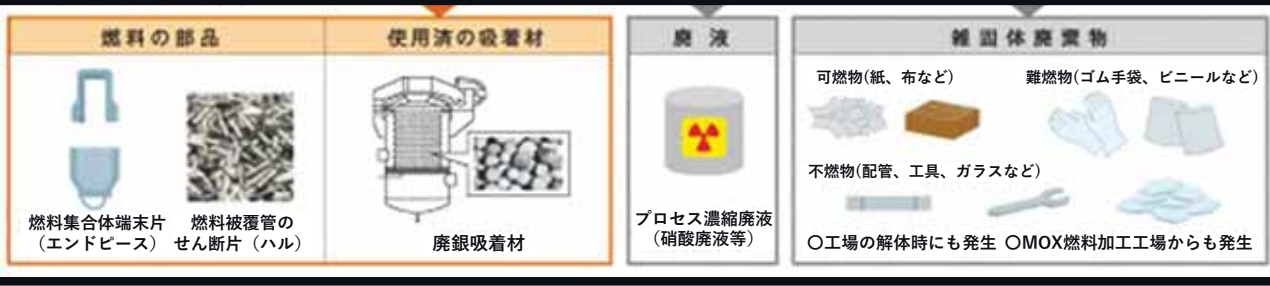 燃料の部品
使用済の吸着材
廃液
雑固体廃棄物
可燃物(紙、布など)
難燃物(ゴム手袋、ビニールなど)
不燃物(配管、工具、ガラスなど)
燃料集合体端末片
（エンドピース）
燃料被覆管の
せん断片（ハル）
廃銀吸着材
プロセス濃縮廃液
（硝酸廃液等）
〇工場の解体時にも発生 〇MOX燃料加工工場からも発生